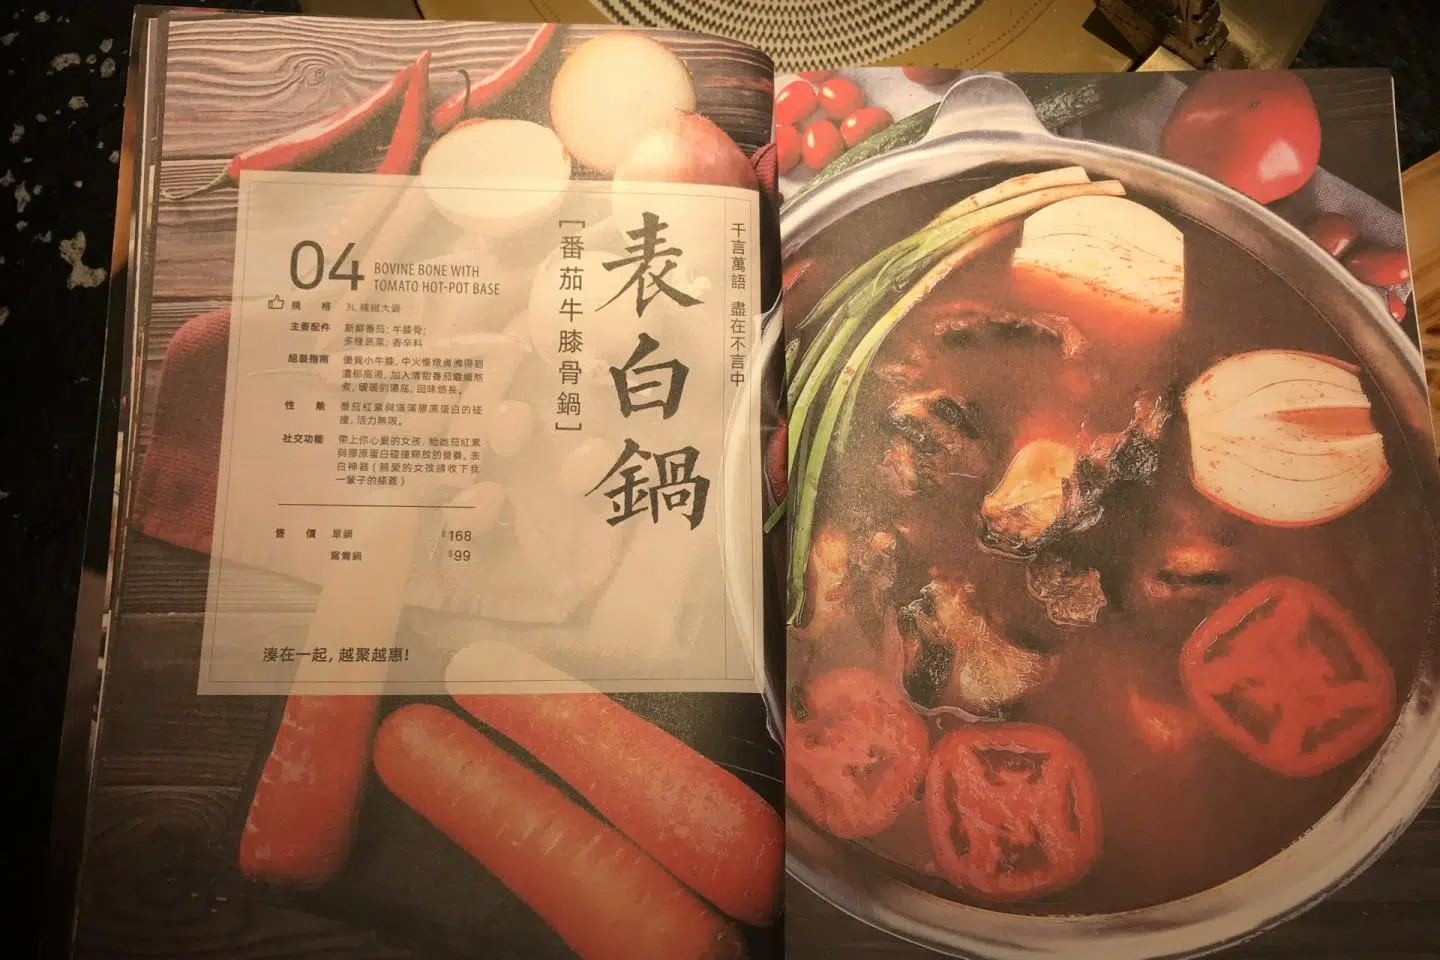 千言萬語 盡在不言中
表白鍋
[番茄牛膝骨鍋]
04
BOVINE BONE WITH
TOMATO HOT-POT BASE
規格 3L 精緻大鍋
主要配件 新鮮番茄; 牛膝骨;
多種蔬菜; 香辛料
組裝指南 優質小牛膝, 中火慢燉煮沸得到
濃郁高湯, 加入清甜番茄繼續熬
煮, 暖暖的湯底, 回味悠長。
性能 番茄紅素與滿滿膠原蛋白的碰
撞, 活力無限。
社交功能 帶上你心愛的女孩, 給她茄紅素
與膠原蛋白碰撞釋放的營養。表
白神器 (親愛的女孩請收下我
一輩子的膝蓋)
售價 單鍋 $168
鴛鴦鍋 $99
湊在一起, 越聚越惠!